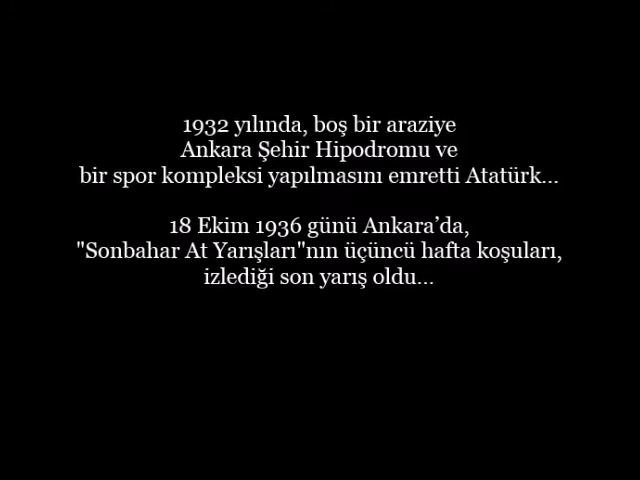 1932 yılında, boş bir araziye
Ankara Şehir Hipodromu ve
bir spor kompleksi yapılmasını emretti Atatürk...
18 Ekim 1936 günü Ankara’da,
"Sonbahar At Yarışları"nın üçüncü hafta koşuları,
izlediği son yarış oldu...